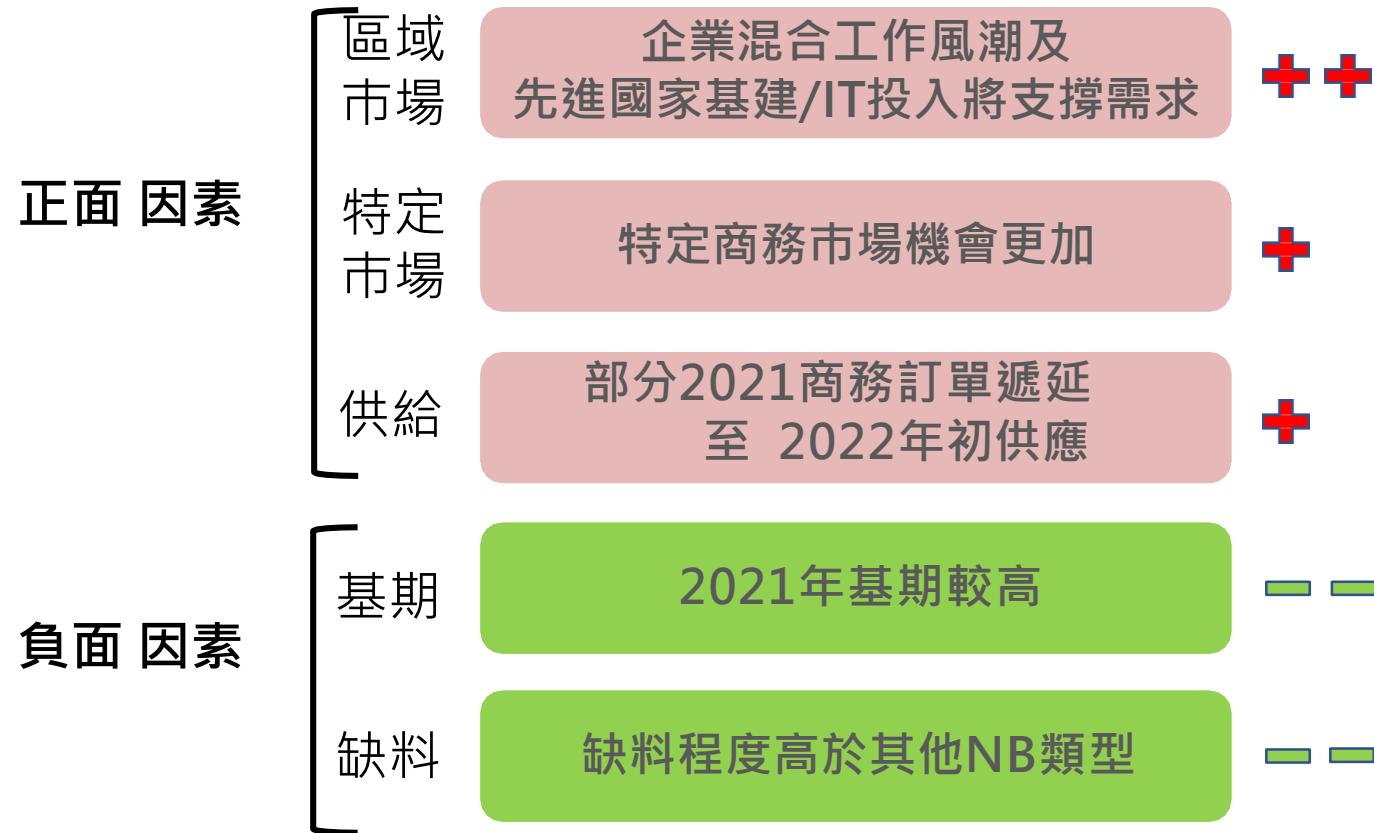 正面 因素
區域
市場
企業混合工作風潮及
先進國家基建/IT投入將支撐需求
特定
市場
特定商務市場機會更加
供給
部分2021商務訂單遞延
至 2022年初供應
負面 因素
基期
2021年基期較高
缺料
缺料程度高於其他NB類型